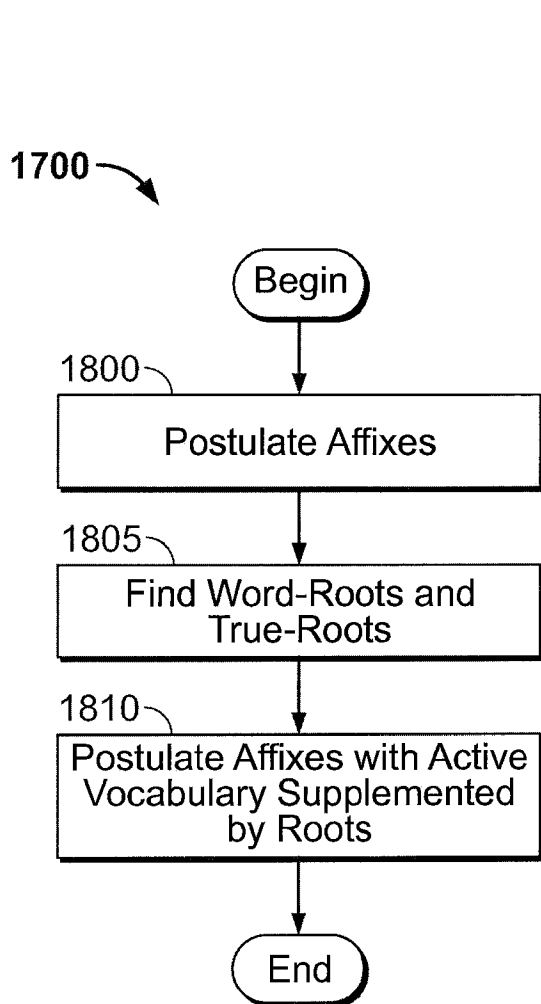 1700
Begin
1800
Postulate Affixes
1805
Find Word-Roots and
True-Roots
1810
Postulate Affixes with Active
Vocabulary Supplemented
by Roots
End